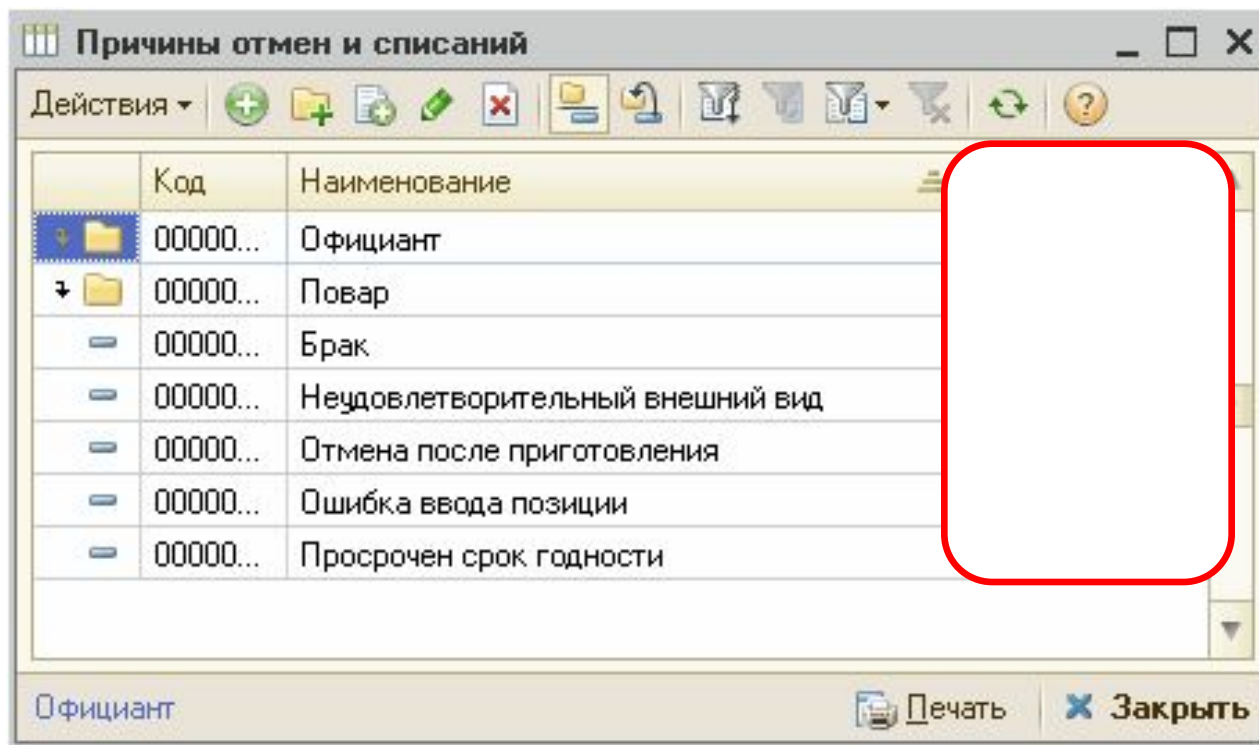 Причины отмен и списаний
Действия
Код Наименование
00000... Официант
00000... Повар
00000... Брак
00000... Неудовлетворительный внешний вид
00000... Отмена после приготовления
00000... Ошибка ввода позиции
00000... Просрочен срок годности
Официант Печать Закрыть